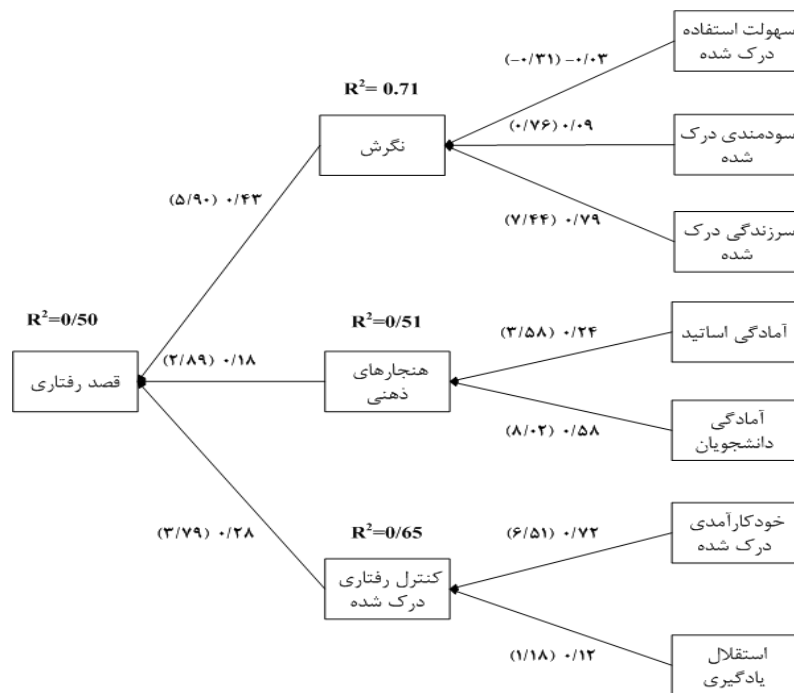 سهولت استفاده
درک شده
(-۰/۳۱) -۰/۰۳
R²= 0.71
(۰/۷۶) ۰/۰۹
نگرش
سودمندی درک
شده
(۵/۹۰) ۰/۴۳
(۷/۴۴) ۰/۷۹
سرزندگی درک
شده
R²=0/50
R²=0/51
(۳/۵۸) ۰/۲۴
آمادگی اساتید
(۲/۸۹) ۰/۱۸
قصد رفتاری
هنجارهای
ذهنی
(۸/۰۲) ۰/۵۸
آمادگی
دانشجویان
(۳/۷۹) ۰/۲۸
R²=0/65
(۶/۵۱) ۰/۷۲
خودکارآمدی
درک شده
کنترل رفتاری
درک شده
(۱/۱۸) ۰/۱۲
استقلال
یادگیری